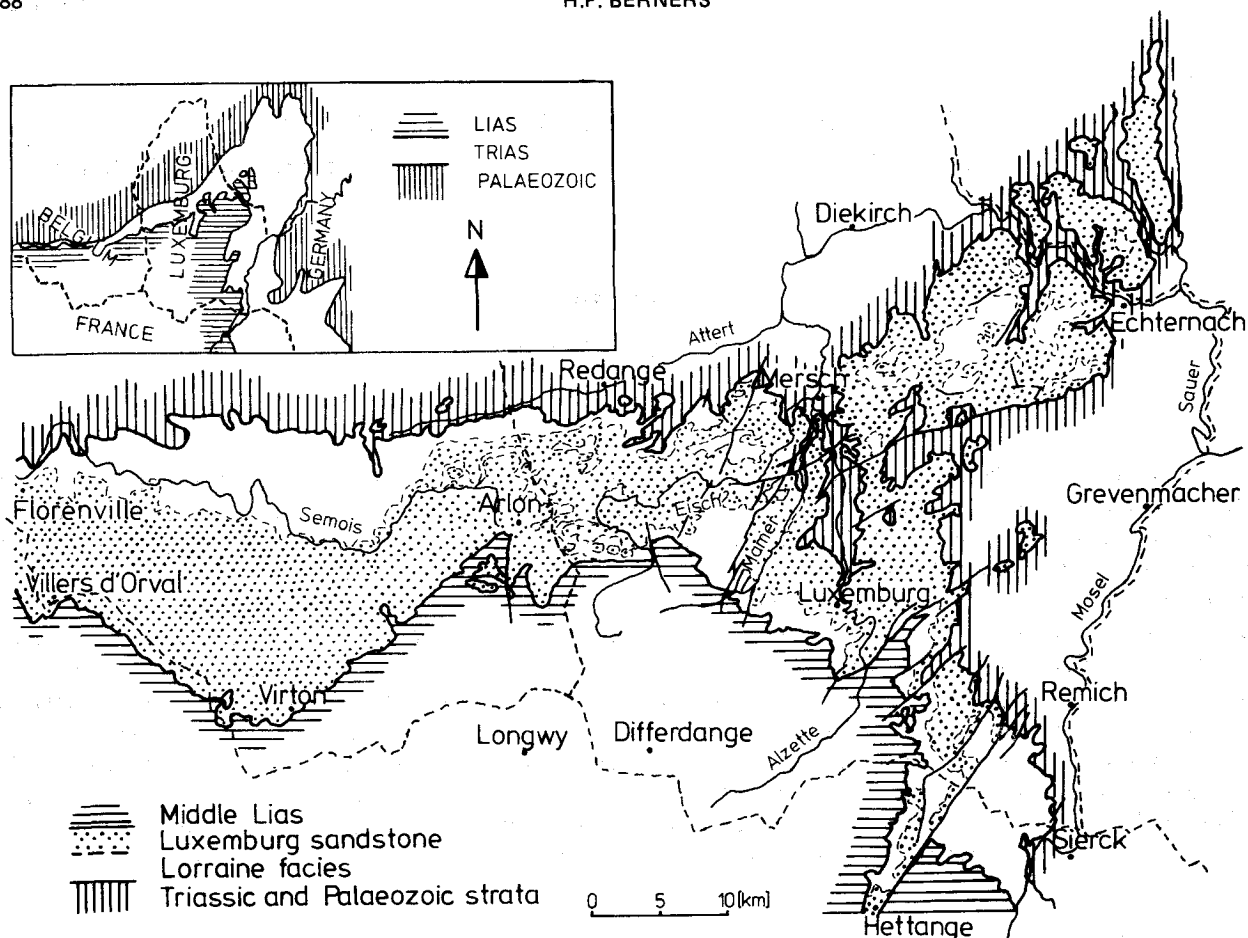 88
H.F. BERNERS
LIAS
TRIAS
PALAEOZOIC
BELGIUM
LUXEMBURG
GERMANY
FRANCE
N
Diekirch
Echternach
Attert
Redange
Mersch
Sauer
Florenville
Semois
Arlon
Eisch
Mamer
Grevenmacher
Villers d'Orval
Luxemburg
Mosel
Virton
Remich
Longwy
Differdange
Alzette
Sierck
Hettange
Middle Lias
Luxemburg sandstone
Lorraine facies
Triassic and Palaeozoic strata
0 5 10 [km]